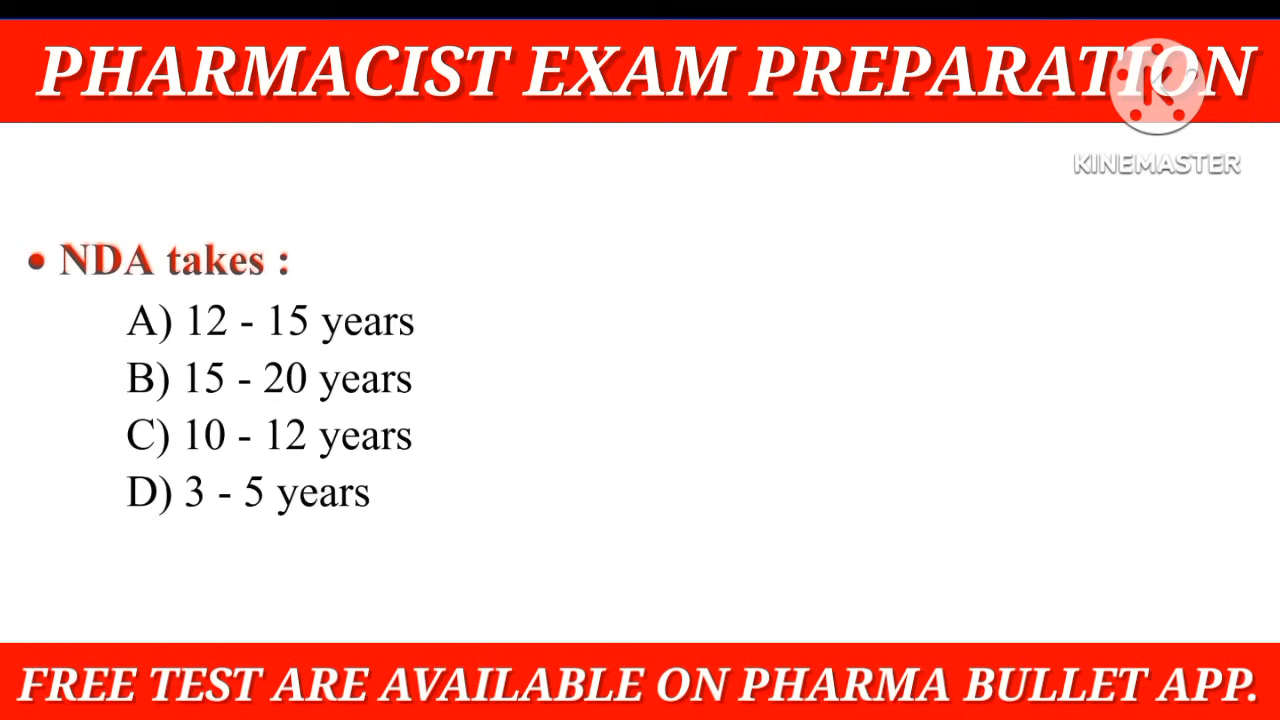 PHARMACIST EXAM PREPARATION
KINEMASTER
• NDA takes :
A) 12 - 15 years
B) 15 - 20 years
C) 10 - 12 years
D) 3 - 5 years
FREE TEST ARE AVAILABLE ON PHARMA BULLET APP.